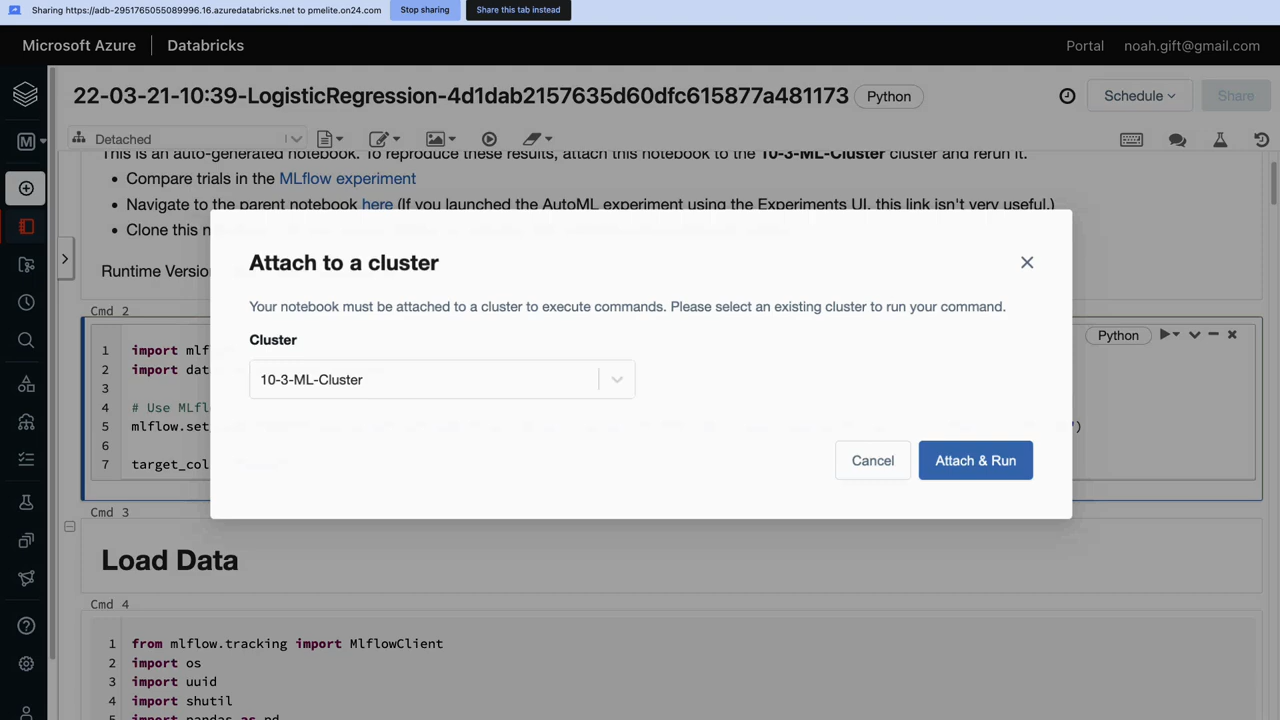 Sharing https://adb-2951765055089996.16.azuredatabricks.net to pmelite.on24.com
Stop sharing
Share this tab instead
Microsoft Azure
Databricks
Portal
noah.gift@gmail.com
22-03-21-10:39-LogisticRegression-4d1dab2157635d60dfc615877a481173
Python
Schedule
Share
Detached
This is an auto-generated notebook. To reproduce these results, attach this notebook to the 10-3-ML-Cluster cluster and rerun it.
• Compare trials in the MLflow experiment
• Navigate to the parent notebook here (If you launched the AutoML experiment using the Experiments UI, this link isn't very useful.)
• Clone this n
Runtime Versio
Attach to a cluster
Your notebook must be attached to a cluster to execute commands. Please select an existing cluster to run your command.
Cluster
10-3-ML-Cluster
Cancel
Attach & Run
Cmd 2
Python
1 import mlf
2 import dat
3
4 # Use MLfl
5 mlflow.set ")
6
7 target_col
Cmd 3
Load Data
Cmd 4
1 from mlflow.tracking import MlflowClient
2 import os
3 import uuid
4 import shutil
5 import pandas as pd